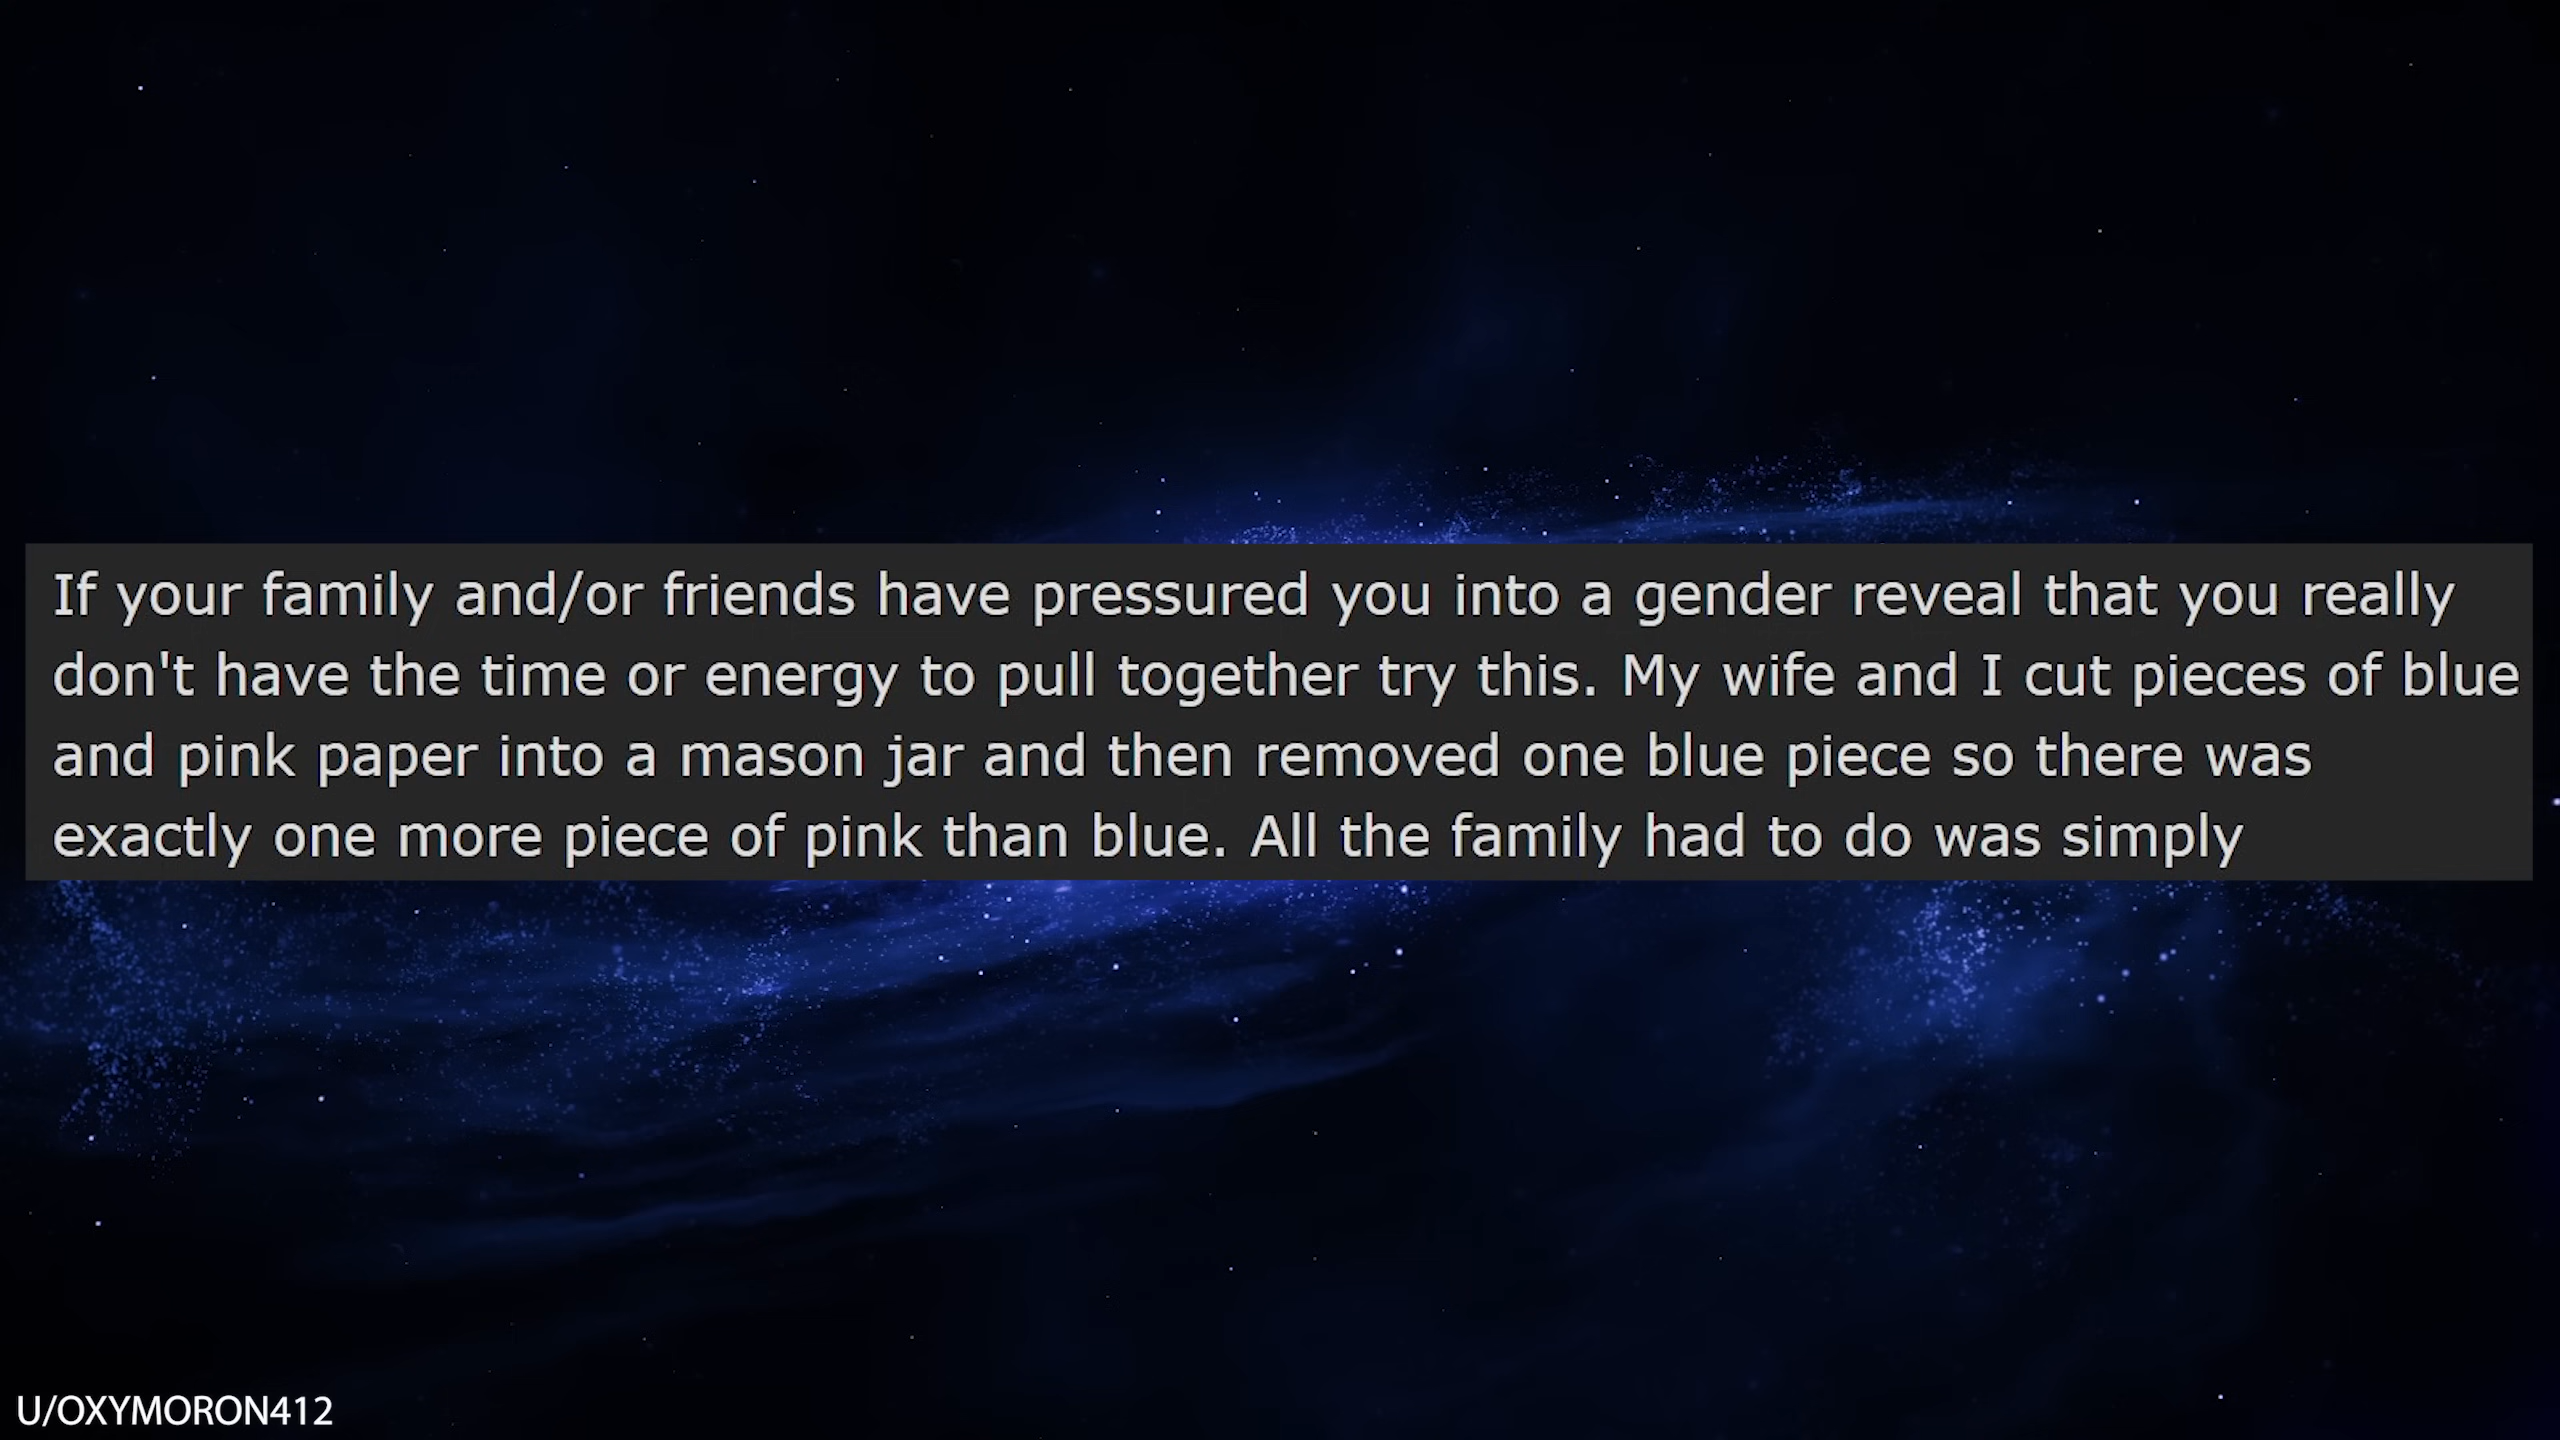 If your family and/or friends have pressured you into a gender reveal that you really
don't have the time or energy to pull together try this. My wife and I cut pieces of blue
and pink paper into a mason jar and then removed one blue piece so there was
exactly one more piece of pink than blue. All the family had to do was simply
U/OXYMORON412